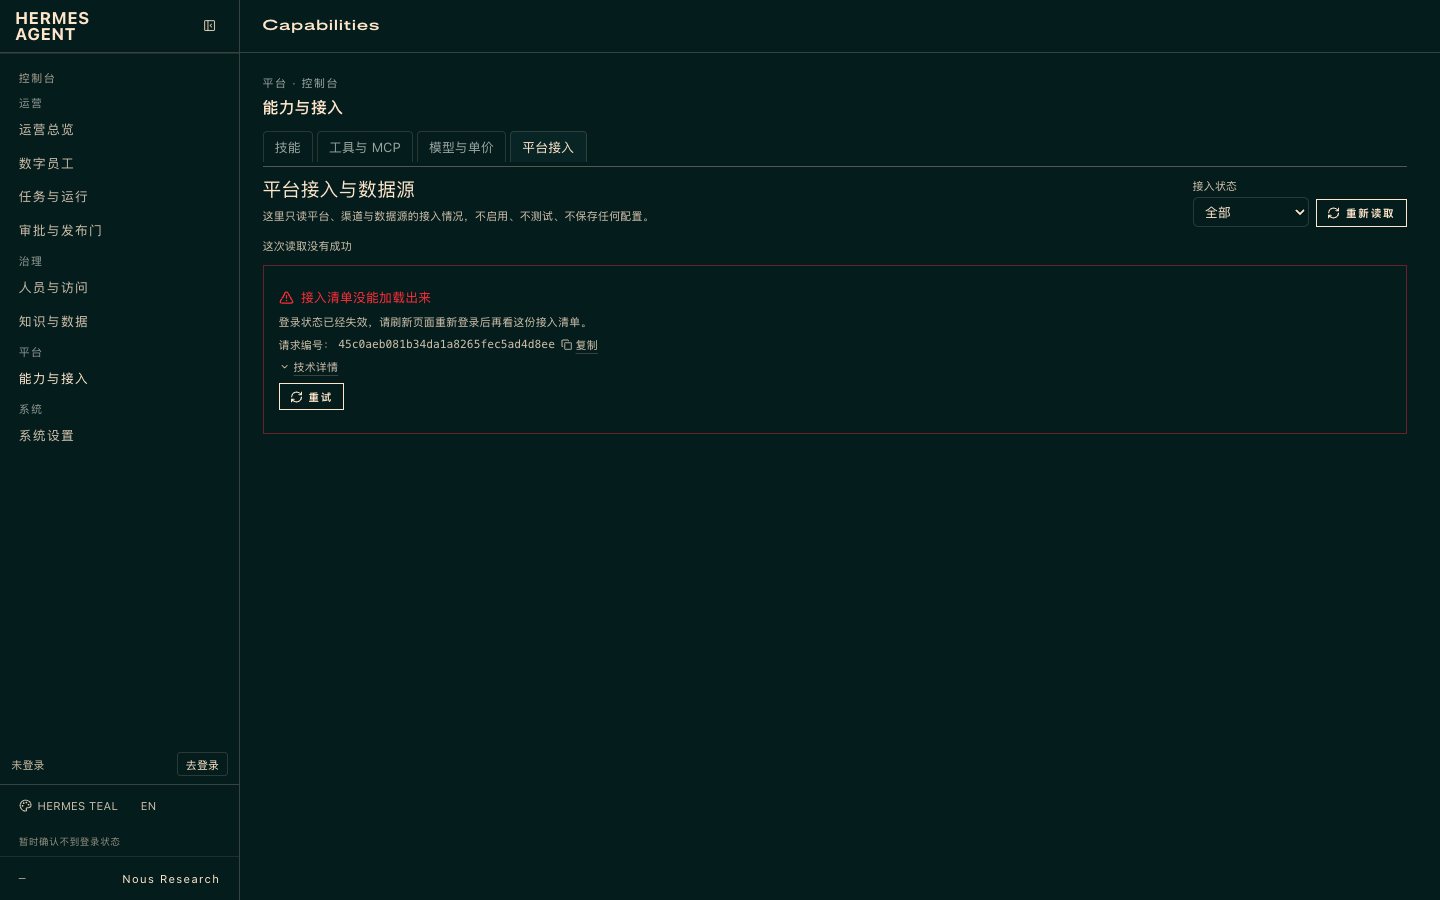 HERMES
AGENT
Capabilities
控制台
运营
运营总览
数字员工
任务与运行
审批与发布门
治理
人员与访问
知识与数据
平台
能力与接入
系统
系统设置
未登录
去登录
HERMES TEAL
EN
暂时确认不到登录状态
–
Nous Research
平台 · 控制台
能力与接入
技能
工具与 MCP
模型与单价
平台接入
平台接入与数据源
这里只读平台、渠道与数据源的接入情况，不启用、不测试、不保存任何配置。
接入状态
全部
重新读取
这次读取没有成功
接入清单没能加载出来
登录状态已经失效，请刷新页面重新登录后再看这份接入清单。
请求编号： 45c0aeb081b34da1a8265fec5ad4d8ee 复制
技术详情
重试